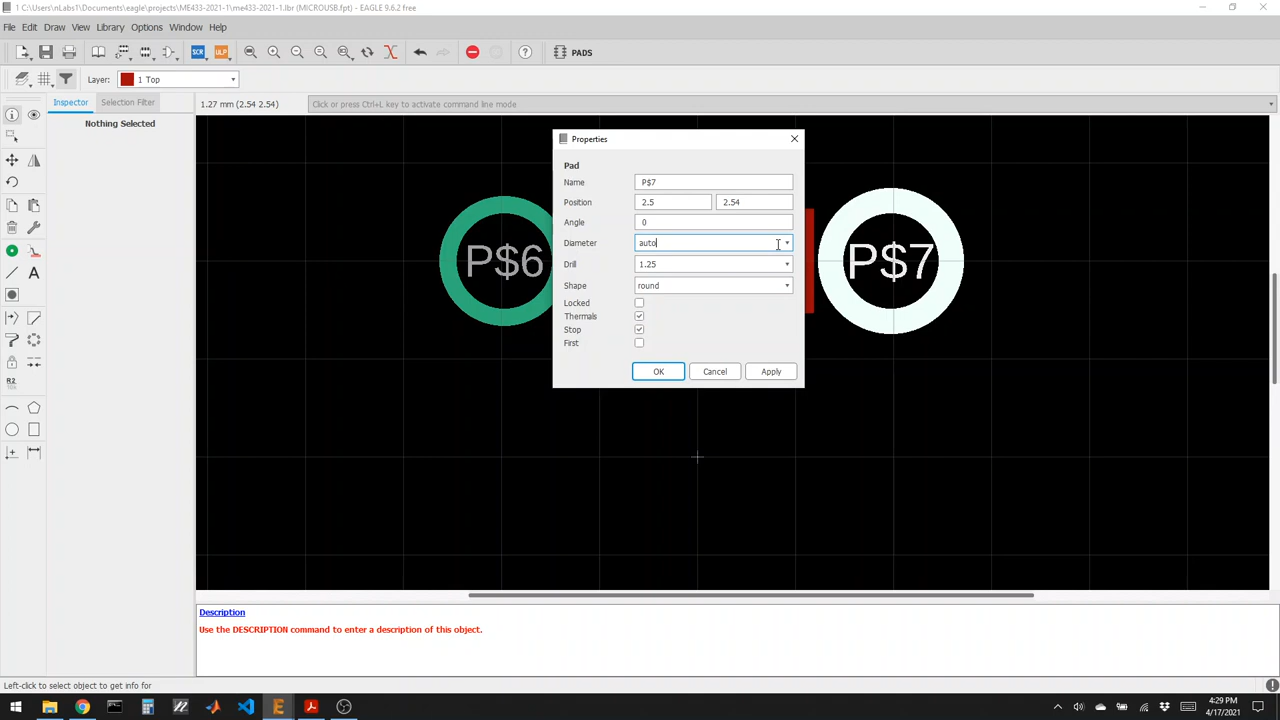 1 C:\Users\nLabs1\Documents\eagle\projects\ME433-2021-1\me433-2021-1.lbr (MICROUSB.fpt) - EAGLE 9.6.2 free
File Edit Draw View Library Options Window Help
SCR ULP PADS
Layer: 1 Top
Inspector Selection Filter 1.27 mm (2.54 2.54) Click or press Ctrl+L key to activate command line mode
Nothing Selected
Properties
Pad
Name P$7
Position 2.5 2.54
Angle 0
Diameter auto
Drill 1.25
Shape round
Locked
Thermals
Stop
First
OK Cancel Apply
P$6
P$7
R2
10k
Description
Use the DESCRIPTION command to enter a description of this object.
Left-click to select object to get info for
4:29 PM
4/17/2021